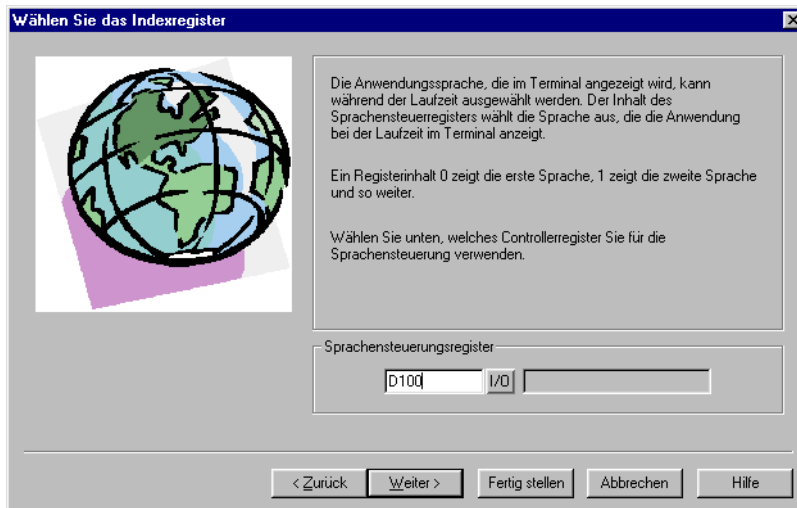 Wählen Sie das Indexregister
Die Anwendungssprache, die im Terminal angezeigt wird, kann
während der Laufzeit ausgewählt werden. Der Inhalt des
Sprachensteuerregisters wählt die Sprache aus, die die Anwendung
bei der Laufzeit im Terminal anzeigt.
Ein Registerinhalt 0 zeigt die erste Sprache, 1 zeigt die zweite Sprache
und so weiter.
Wählen Sie unten, welches Controllerregister Sie für die
Sprachensteuerung verwenden.
Sprachensteuerungsregister
D100 I/O
< Zurück Weiter > Fertig stellen Abbrechen Hilfe